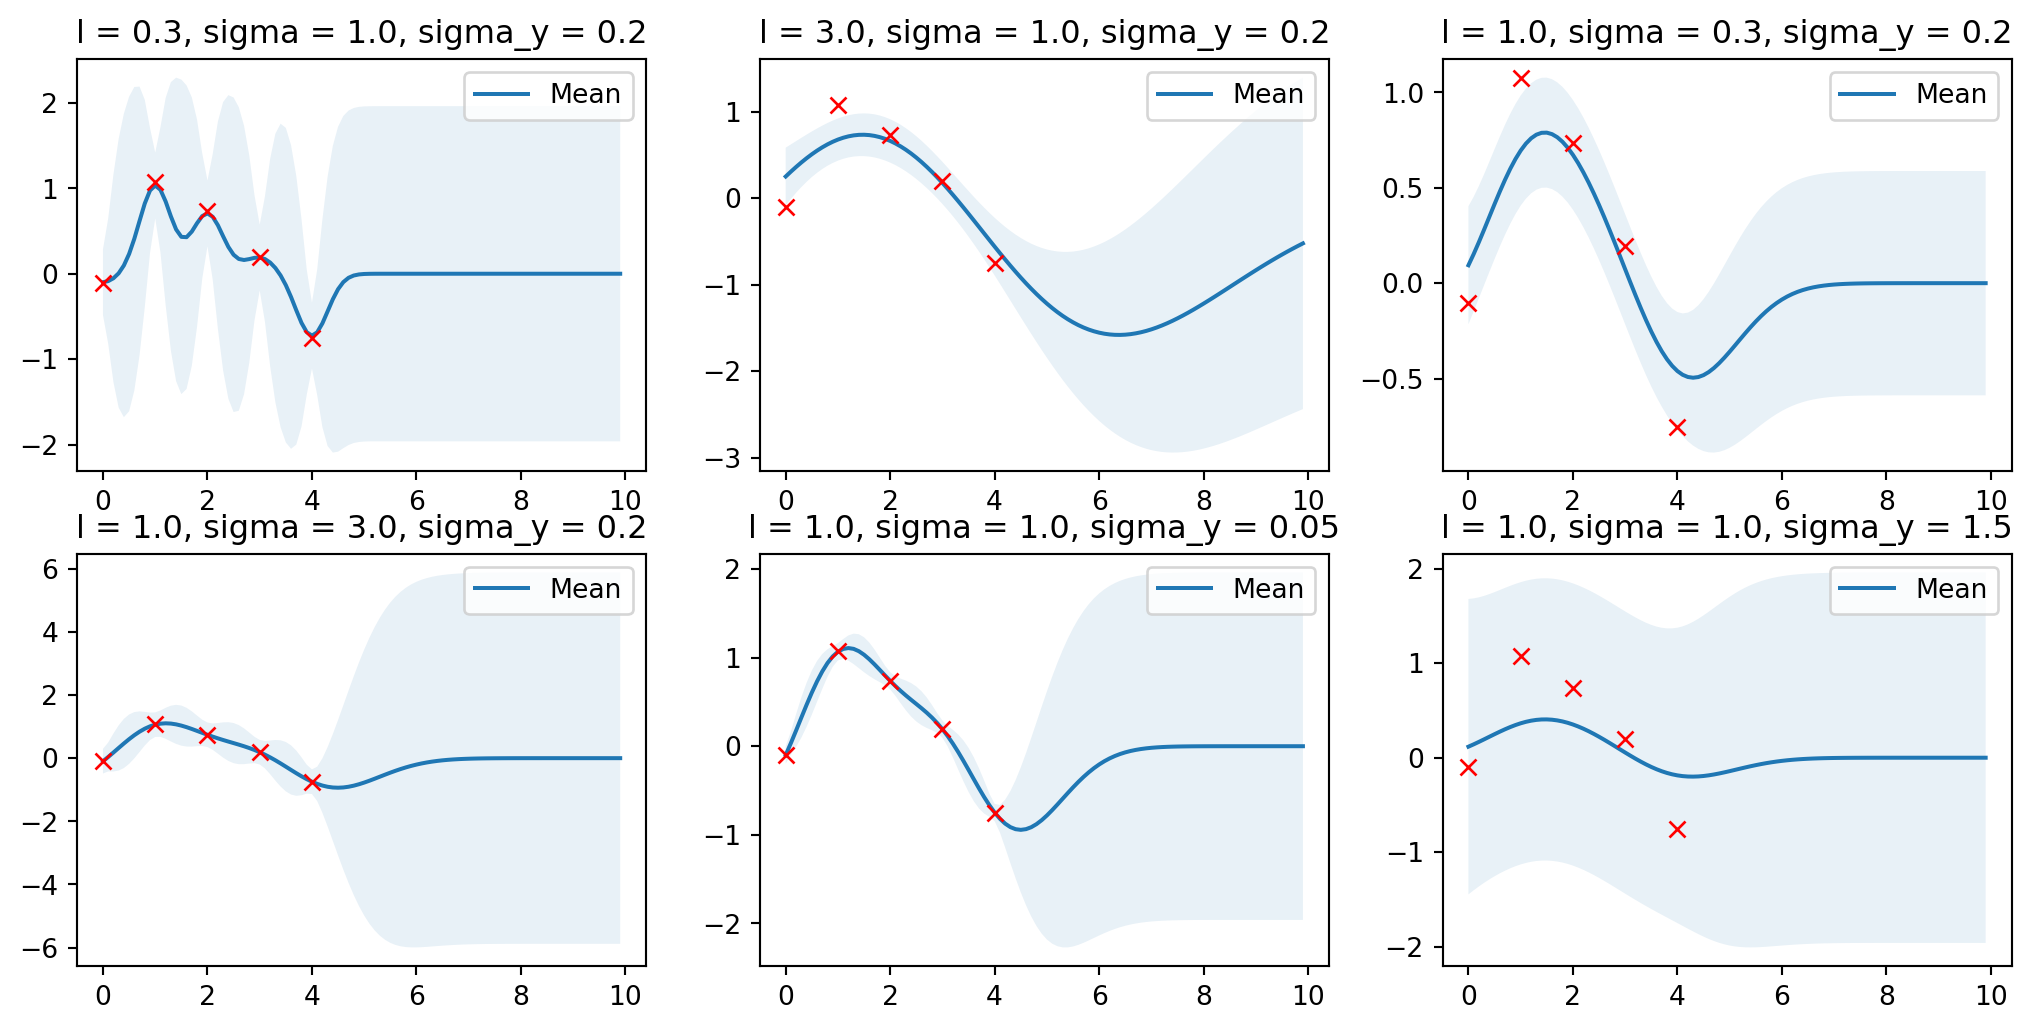 l = 0.3, sigma = 1.0, sigma_y = 0.2
Mean
2
1
0
−1
−2
0 2 4 6 8 10
l = 3.0, sigma = 1.0, sigma_y = 0.2
Mean
1
0
−1
−2
−3
0 2 4 6 8 10
l = 1.0, sigma = 0.3, sigma_y = 0.2
Mean
1.0
0.5
0.0
−0.5
0 2 4 6 8 10
l = 1.0, sigma = 3.0, sigma_y = 0.2
Mean
6
4
2
0
−2
−4
−6
0 2 4 6 8 10
l = 1.0, sigma = 1.0, sigma_y = 0.05
Mean
2
1
0
−1
−2
0 2 4 6 8 10
l = 1.0, sigma = 1.0, sigma_y = 1.5
Mean
2
1
0
−1
−2
0 2 4 6 8 10